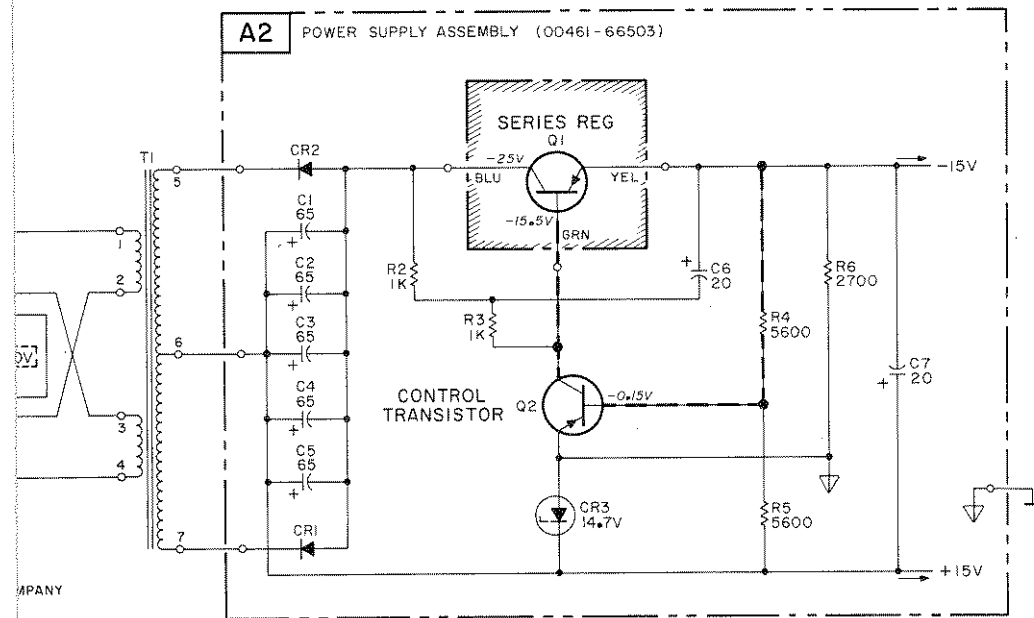 A2 POWER SUPPLY ASSEMBLY (00461-66503)
SERIES REG
Q1
T1
5
CR2
-25V
BLU
YEL
-15V
-15.5V
GRN
C1
65
+
1
2
C2
65
+
R2
1K
+
C6
20
R6
2700
R3
1K
R4
5600
6
C3
65
+
OV
C4
65
+
CONTROL
TRANSISTOR
Q2
-0.15V
C7
20
+
3
4
C5
65
+
CR3
14.7V
R5
5600
7
CR1
+15V
MPANY